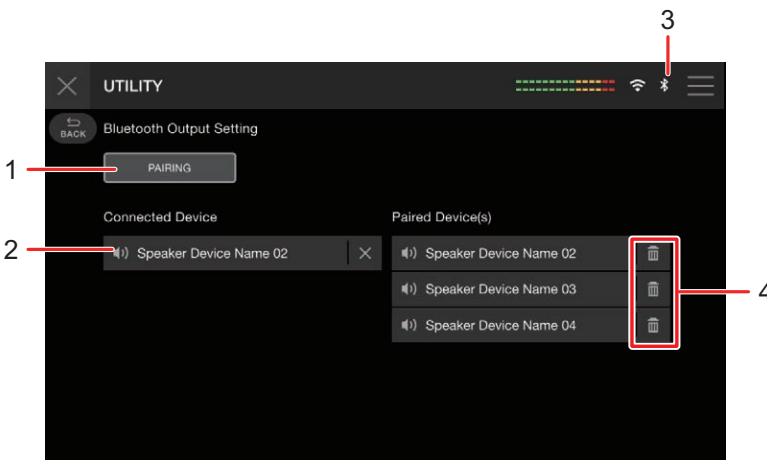 3
UTILITY
BACK
Bluetooth Output Setting
1
PAIRING
Connected Device
Paired Device(s)
2
Speaker Device Name 02
Speaker Device Name 02
Speaker Device Name 03
4
Speaker Device Name 04